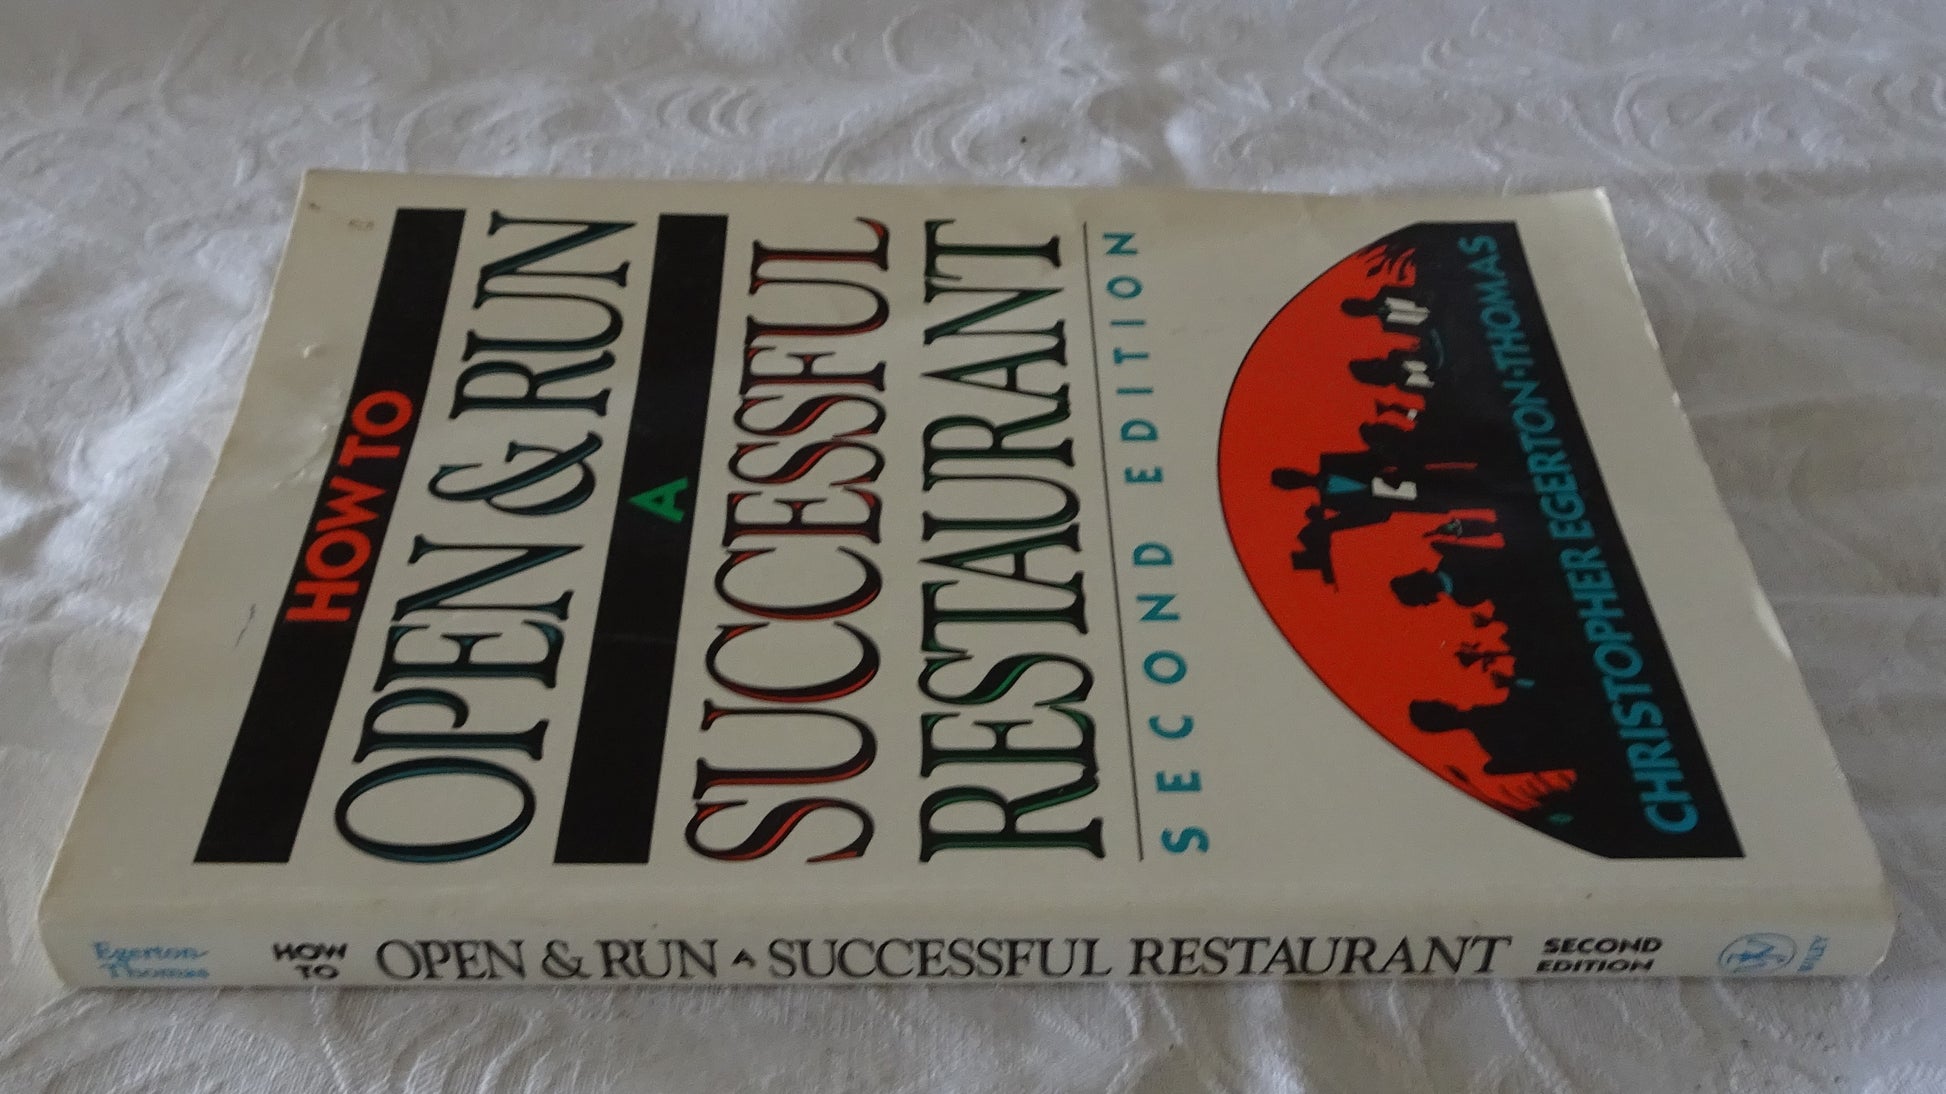 HOW TO
OPEN & RUN
A
SUCCESSFUL
RESTAURANT
SECOND EDITION
CHRISTOPHER EGERTON-THOMAS
Egerton-
Thomas
HOW
TO
OPEN & RUN A SUCCESSFUL RESTAURANT
SECOND
EDITION
WILEY